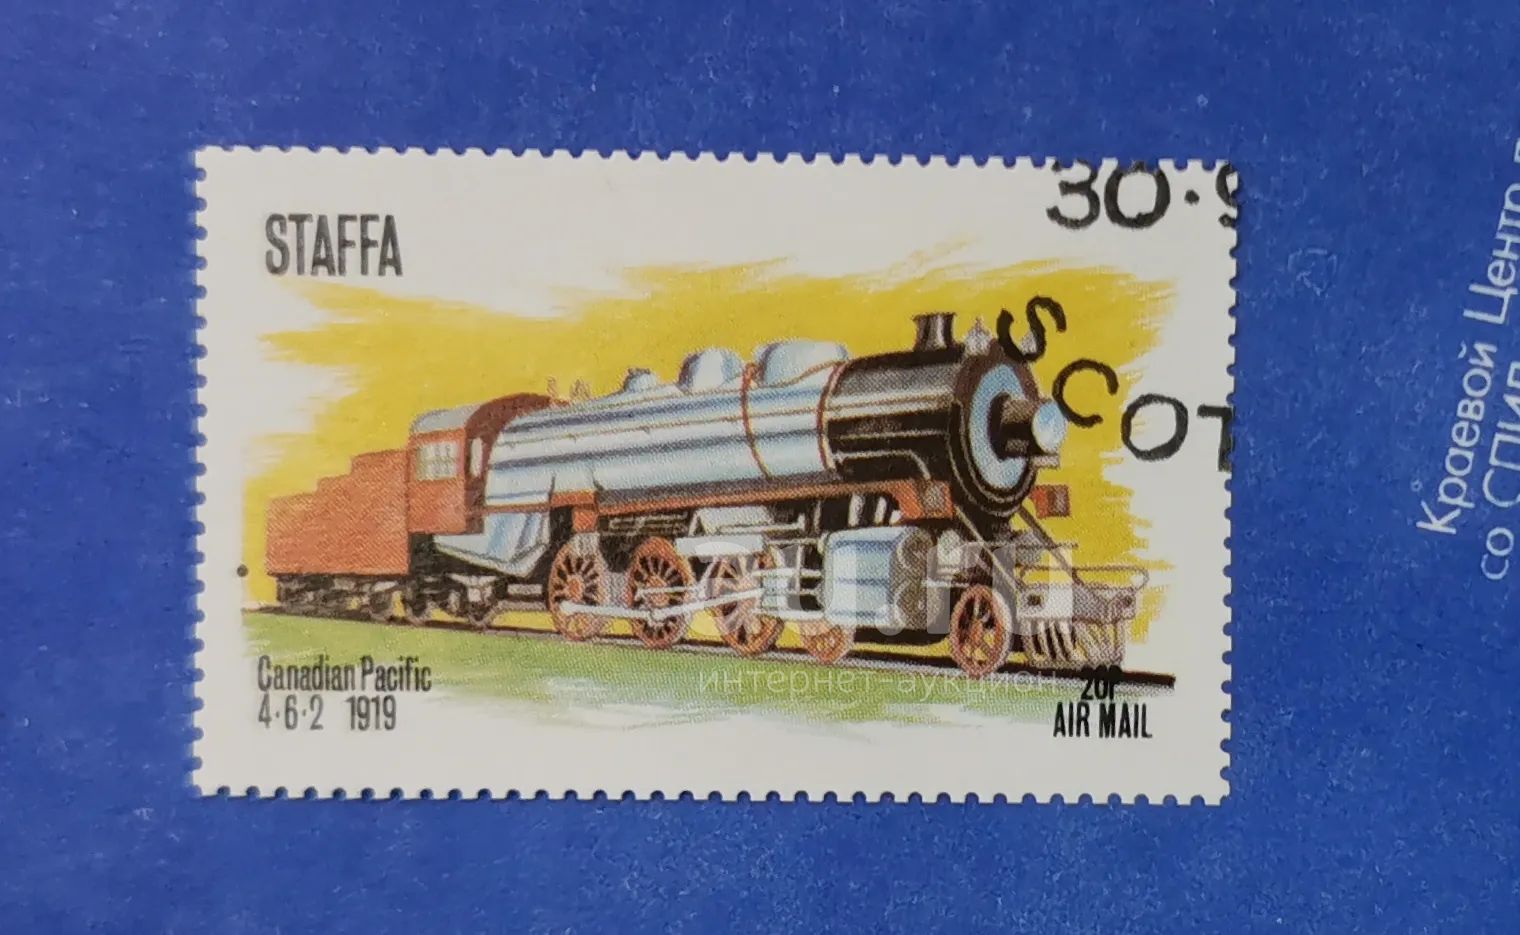 STAFFA
30·9
SCOT
Canadian Pacific
4·6·2 1919
20P
AIR MAIL
интернет-аукцион
Краевой Центр
со СПИД